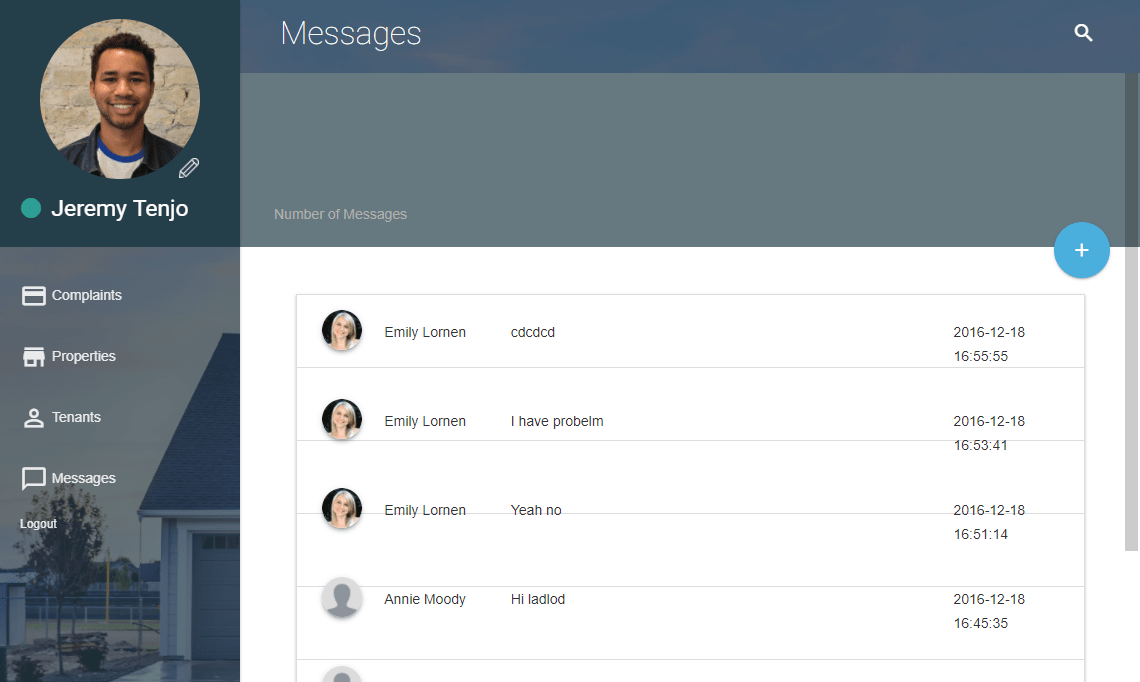 Messages
Jeremy Tenjo
Number of Messages
+
Complaints
Properties
Tenants
Messages
Logout
Emily Lornen cdcdcd 2016-12-18
16:55:55
Emily Lornen I have probelm 2016-12-18
16:53:41
Emily Lornen Yeah no 2016-12-18
16:51:14
Annie Moody Hi ladlod 2016-12-18
16:45:35